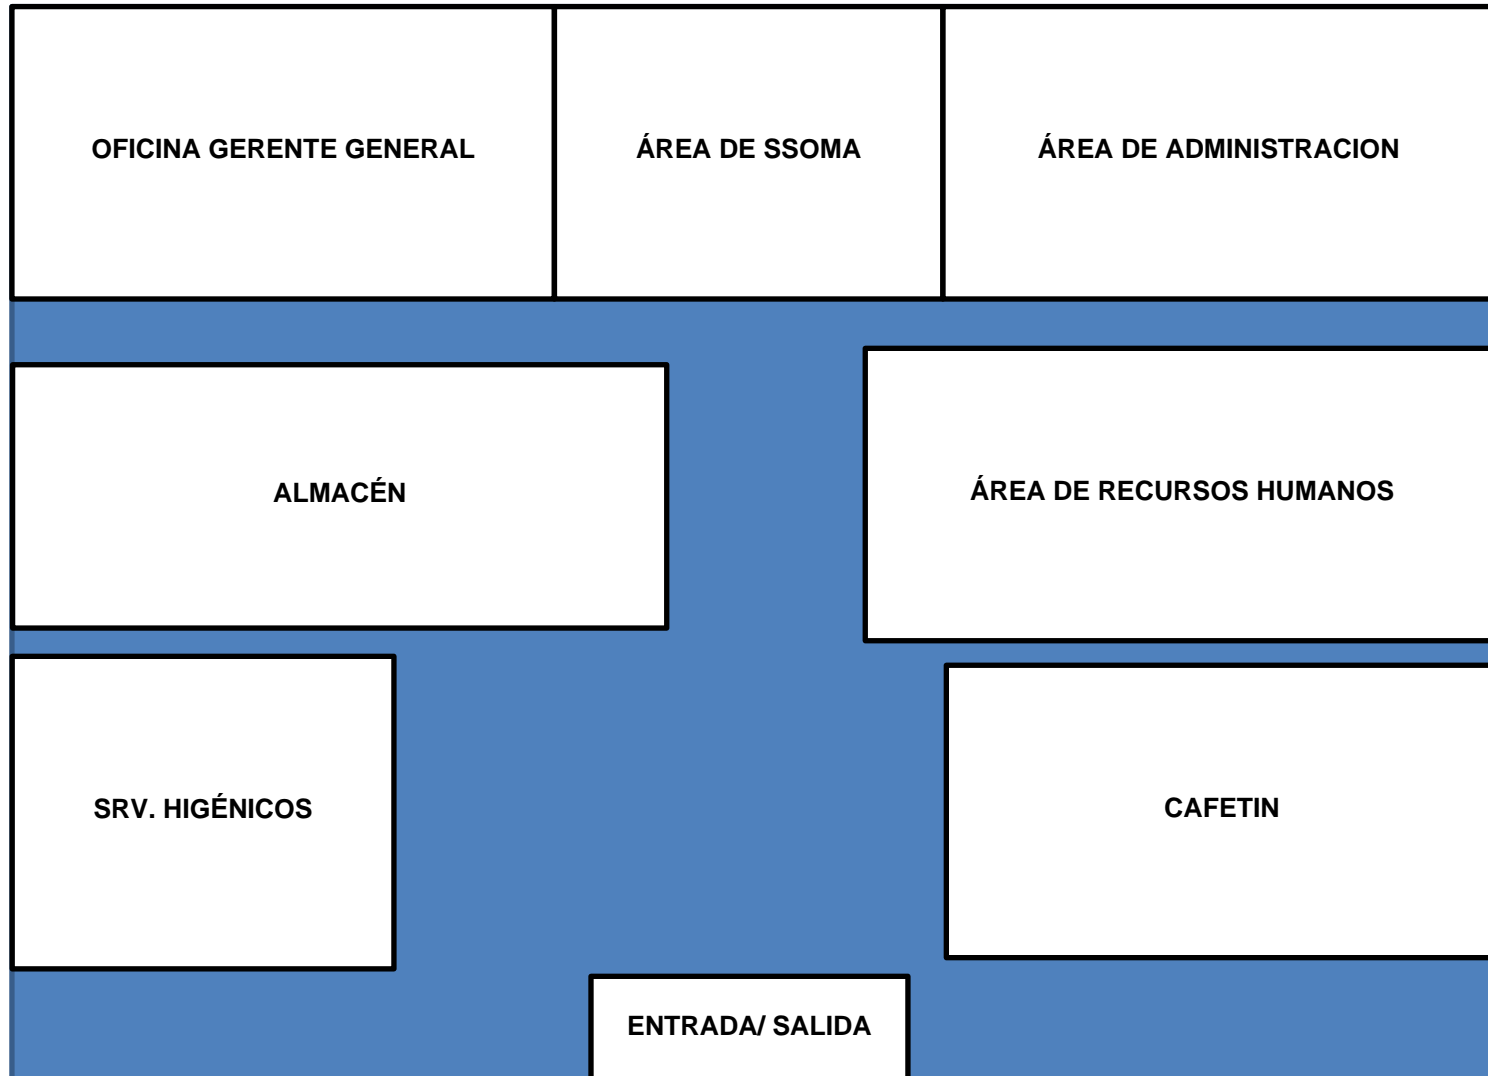 OFICINA GERENTE GENERAL
ÁREA DE SSOMA
ÁREA DE ADMINISTRACION
ALMACÉN
ÁREA DE RECURSOS HUMANOS
SRV. HIGÉNICOS
CAFETIN
ENTRADA/ SALIDA